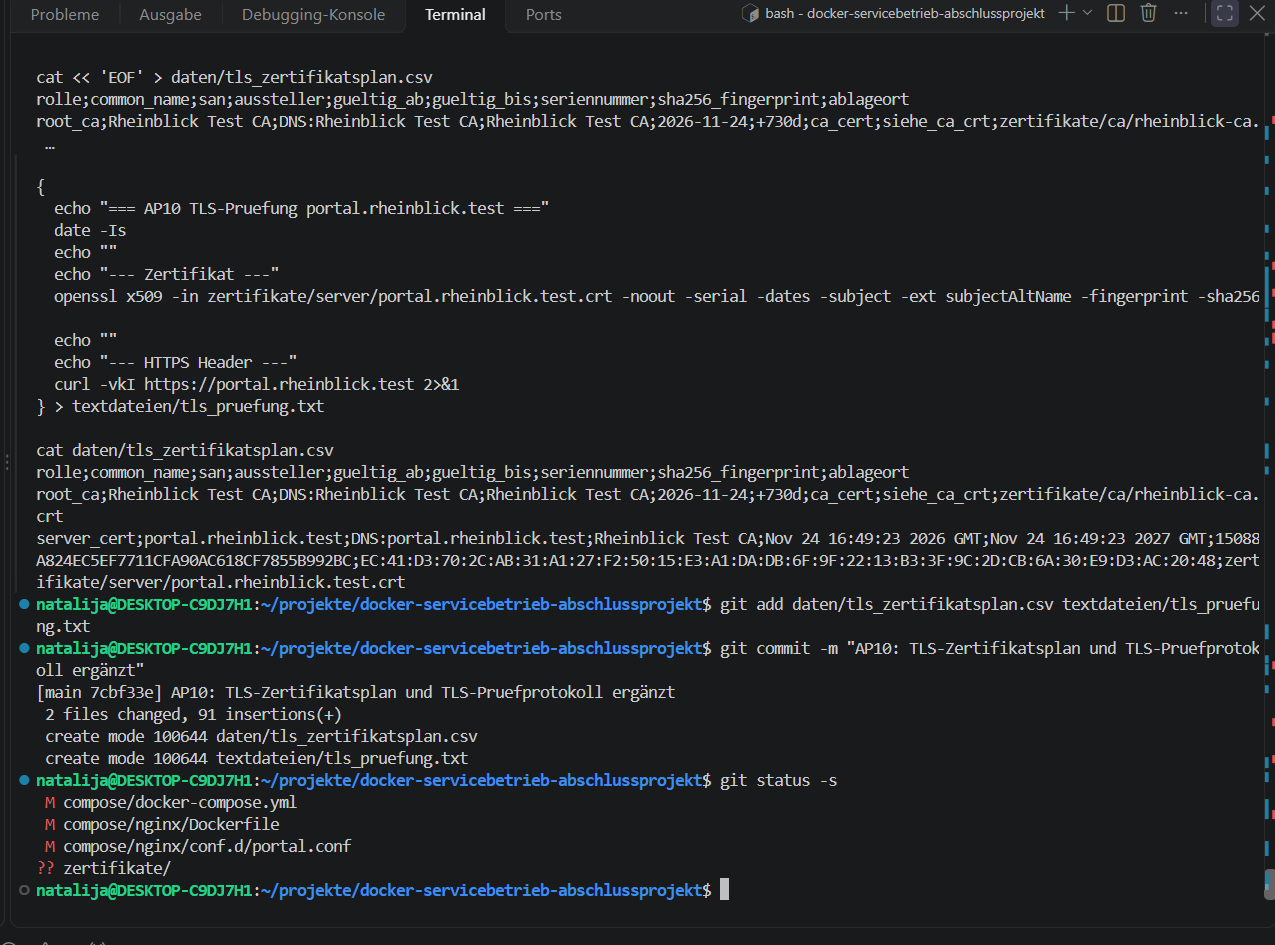 Probleme Ausgabe Debugging-Konsole Terminal Ports bash - docker-servicebetrieb-abschlussprojekt
cat << 'EOF' > daten/tls_zertifikatsplan.csv
rolle;common_name;san;aussteller;gueltig_ab;gueltig_bis;seriennummer;sha256_fingerprint;ablageort
root_ca;Rheinblick Test CA;DNS:Rheinblick Test CA;Rheinblick Test CA;2026-11-24;+730d;ca_cert;siehe_ca_crt;zertifikate/ca/rheinblick-ca.
…
{
  echo "=== AP10 TLS-Pruefung portal.rheinblick.test ==="
  date -Is
  echo ""
  echo "--- Zertifikat ---"
  openssl x509 -in zertifikate/server/portal.rheinblick.test.crt -noout -serial -dates -subject -ext subjectAltName -fingerprint -sha256
  echo ""
  echo "--- HTTPS Header ---"
  curl -vkI https://portal.rheinblick.test 2>&1
} > textdateien/tls_pruefung.txt
cat daten/tls_zertifikatsplan.csv
rolle;common_name;san;aussteller;gueltig_ab;gueltig_bis;seriennummer;sha256_fingerprint;ablageort
root_ca;Rheinblick Test CA;DNS:Rheinblick Test CA;Rheinblick Test CA;2026-11-24;+730d;ca_cert;siehe_ca_crt;zertifikate/ca/rheinblick-ca.
crt
server_cert;portal.rheinblick.test;DNS:portal.rheinblick.test;Rheinblick Test CA;Nov 24 16:49:23 2026 GMT;Nov 24 16:49:23 2027 GMT;15088
A824EC5EF7711CFA90AC618CF7855B992BC;EC:41:D3:70:2C:AB:31:A1:27:F2:50:15:E3:A1:DA:DB:6F:9F:22:13:B3:3F:9C:2D:CB:6A:30:E9:D3:AC:20:48;zert
ifikate/server/portal.rheinblick.test.crt
natalija@DESKTOP-C9DJ7H1:~/projekte/docker-servicebetrieb-abschlussprojekt$ git add daten/tls_zertifikatsplan.csv textdateien/tls_pruefu
ng.txt
natalija@DESKTOP-C9DJ7H1:~/projekte/docker-servicebetrieb-abschlussprojekt$ git commit -m "AP10: TLS-Zertifikatsplan und TLS-Pruefprotok
oll ergänzt"
[main 7cbf33e] AP10: TLS-Zertifikatsplan und TLS-Pruefprotokoll ergänzt
 2 files changed, 91 insertions(+)
 create mode 100644 daten/tls_zertifikatsplan.csv
 create mode 100644 textdateien/tls_pruefung.txt
natalija@DESKTOP-C9DJ7H1:~/projekte/docker-servicebetrieb-abschlussprojekt$ git status -s
 M compose/docker-compose.yml
 M compose/nginx/Dockerfile
 M compose/nginx/conf.d/portal.conf
?? zertifikate/
natalija@DESKTOP-C9DJ7H1:~/projekte/docker-servicebetrieb-abschlussprojekt$